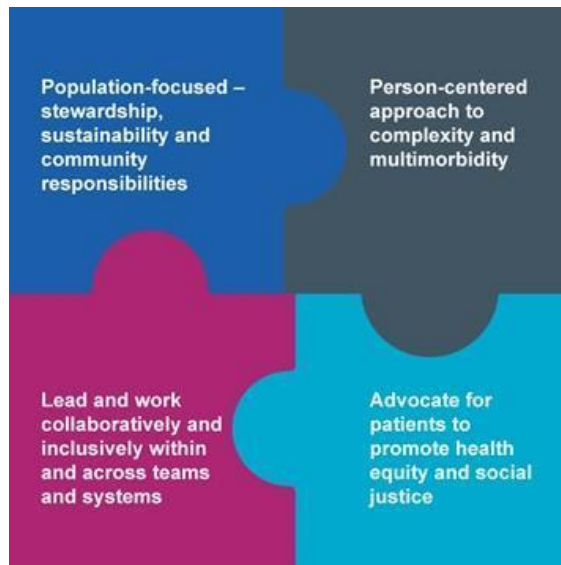 Population-focused –
stewardship,
sustainability and
community
responsibilities
Person-centered
approach to
complexity and
multimorbidity
Lead and work
collaboratively and
inclusively within
and across teams
and systems
Advocate for
patients to
promote health
equity and social
justice